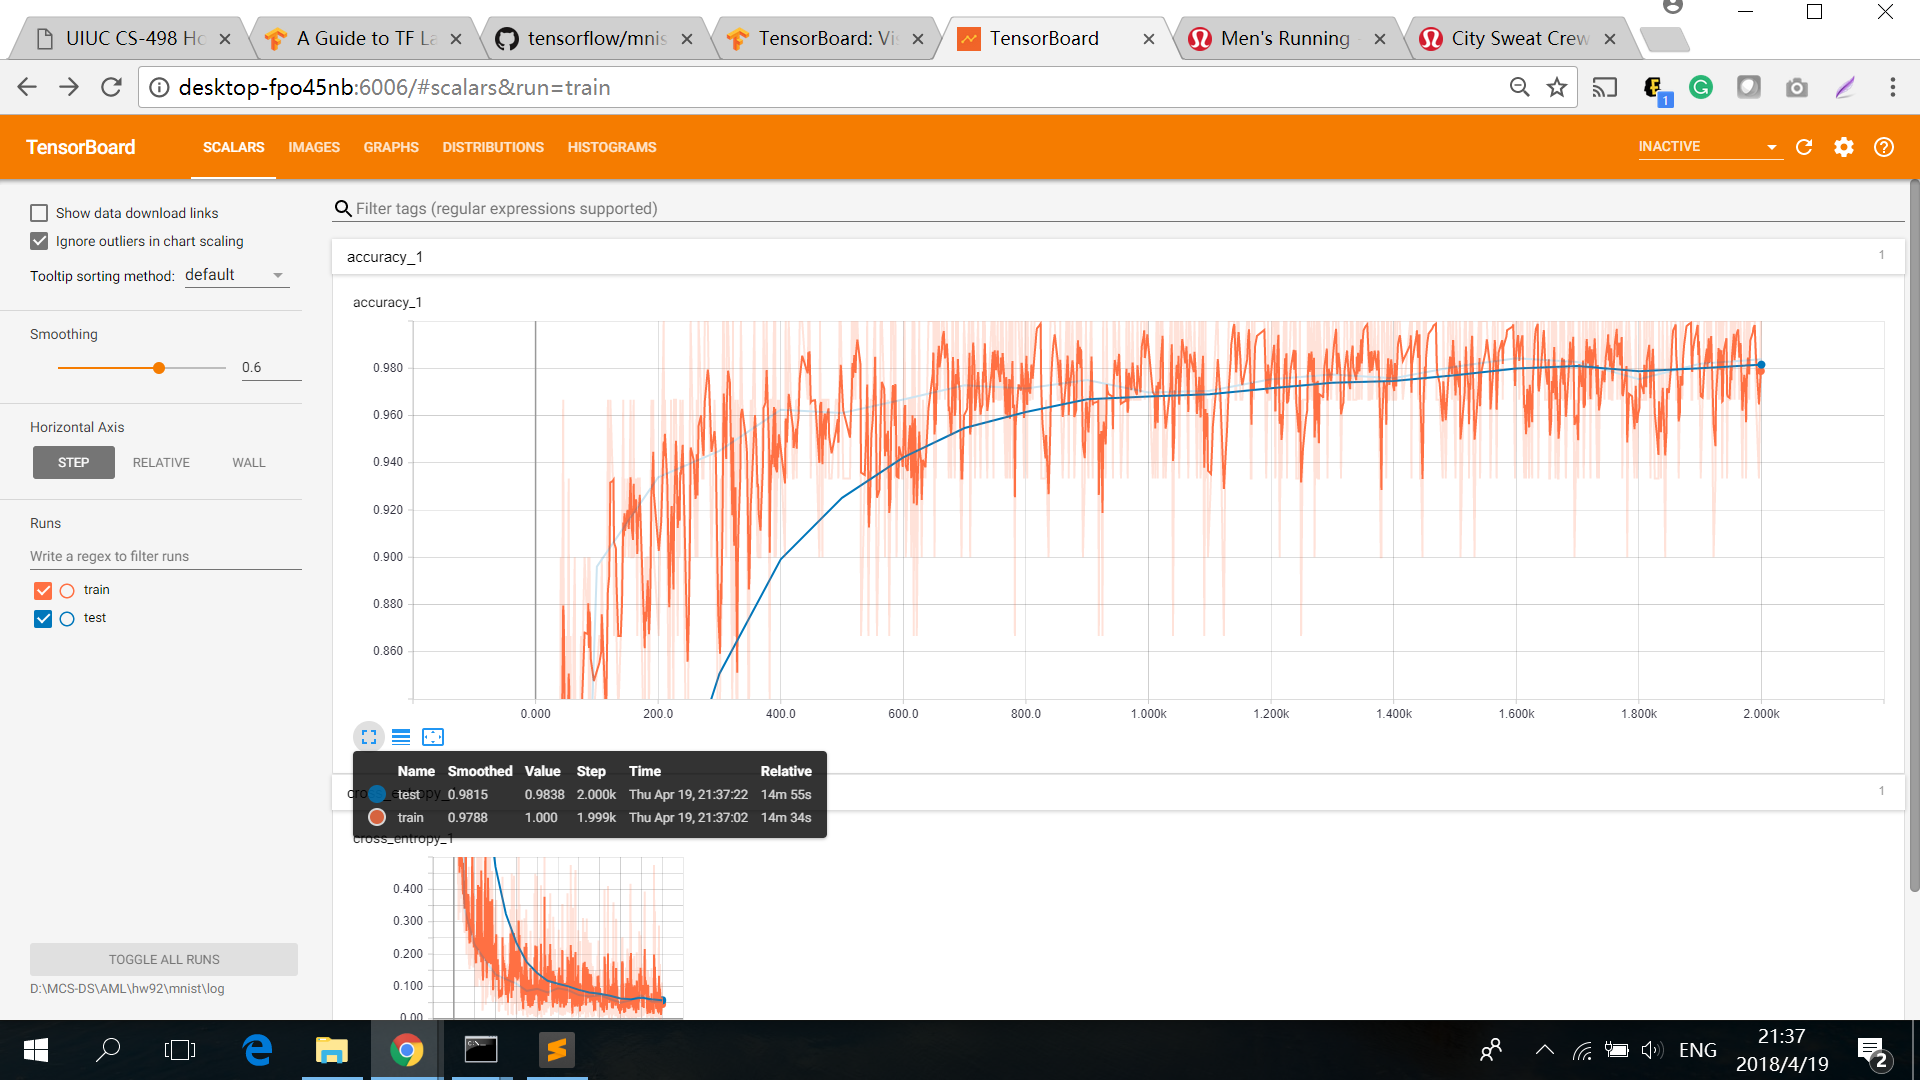 UIUC CS-498 Ho
A Guide to TF La
tensorflow/mnis
TensorBoard: Vis
TensorBoard
Men's Running
City Sweat Crew
desktop-fpo45nb:6006/#scalars&run=train
1
TensorBoard
SCALARS
IMAGES
GRAPHS
DISTRIBUTIONS
HISTOGRAMS
INACTIVE
Show data download links
Ignore outliers in chart scaling
Tooltip sorting method: default
Smoothing
0.6
Horizontal Axis
STEP RELATIVE WALL
Runs
Write a regex to filter runs
train
test
TOGGLE ALL RUNS
D:\MCS-DS\AML\hw92\mnist\log
Filter tags (regular expressions supported)
accuracy_1 1
accuracy_1
0.980
0.960
0.940
0.920
0.900
0.880
0.860
0.000 200.0 400.0 600.0 800.0 1.000k 1.200k 1.400k 1.600k 1.800k 2.000k
Name Smoothed Value Step Time Relative
test 0.9815 0.9838 2.000k Thu Apr 19, 21:37:22 14m 55s
train 0.9788 1.000 1.999k Thu Apr 19, 21:37:02 14m 34s
cross_entropy_1 1
cross_entropy_1
0.400
0.300
0.200
0.100
0.00
ENG
21:37
2018/4/19
2